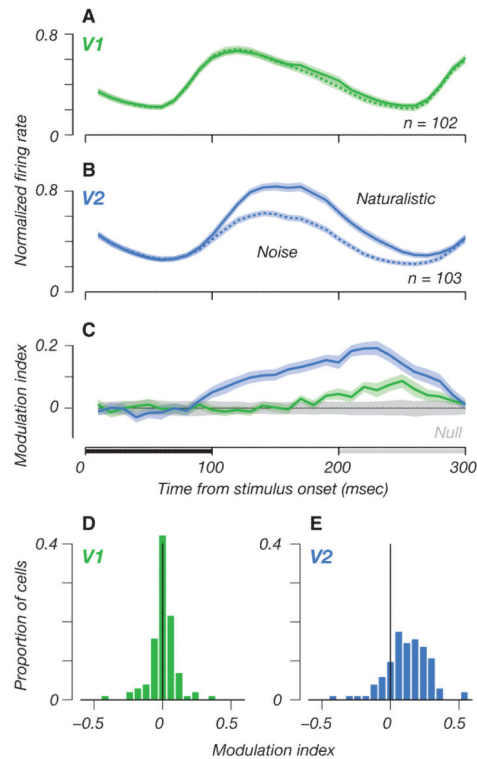 A
V1
0.8
0
n = 102
Normalized firing rate
B
V2
0.8
0
Naturalistic
Noise
n = 103
C
Modulation index
0.2
0
Null
0 100 200 300
Time from stimulus onset (msec)
D E
V1 V2
Proportion of cells
0.4 0.4
0 0
−0.5 0 0.5 −0.5 0 0.5
Modulation index